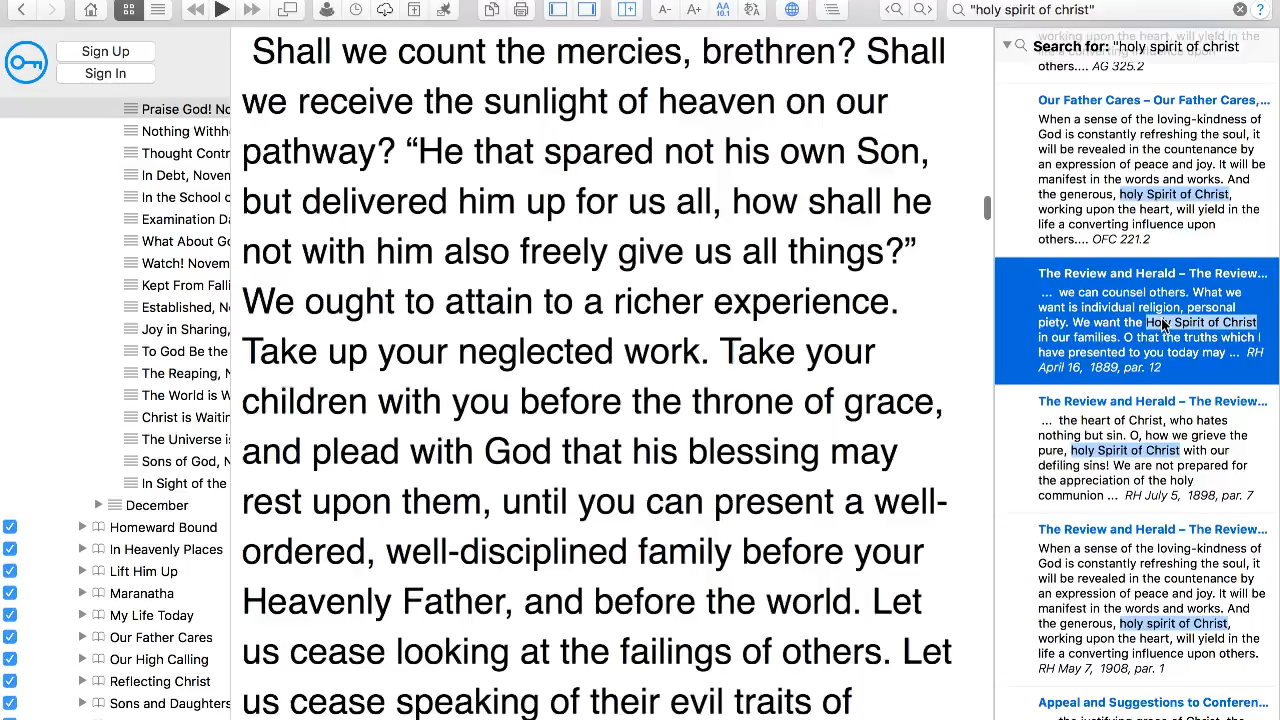 "holy spirit of christ"
A-
A+
AA
10.1
?
Sign Up
Sign In
Praise God! No
Nothing Withh
Thought Contr
In Debt, Novem
In the School o
Examination Da
What About Go
Watch! Novem
Kept From Falli
Established, N
Joy in Sharing,
To God Be the
The Reaping, N
The World is W
Christ is Waitin
The Universe i
Sons of God, N
In Sight of the
December
Homeward Bound
In Heavenly Places
Lift Him Up
Maranatha
My Life Today
Our Father Cares
Our High Calling
Reflecting Christ
Sons and Daughters
Shall we count the mercies, brethren? Shall
we receive the sunlight of heaven on our
pathway? “He that spared not his own Son,
but delivered him up for us all, how shall he
not with him also freely give us all things?”
We ought to attain to a richer experience.
Take up your neglected work. Take your
children with you before the throne of grace,
and plead with God that his blessing may
rest upon them, until you can present a well-
ordered, well-disciplined family before your
Heavenly Father, and before the world. Let
us cease looking at the failings of others. Let
us cease speaking of their evil traits of
Search for: "holy spirit of christ
others.... AG 325.2
Our Father Cares – Our Father Cares,...
When a sense of the loving-kindness of
God is constantly refreshing the soul, it
will be revealed in the countenance by
an expression of peace and joy. It will be
manifest in the words and works. And
the generous, holy Spirit of Christ,
working upon the heart, will yield in the
life a converting influence upon
others.... OFC 221.2
The Review and Herald – The Review...
... we can counsel others. What we
want is individual religion, personal
piety. We want the Holy Spirit of Christ
in our families. O that the truths which I
have presented to you today may ... RH
April 16, 1889, par. 12
The Review and Herald – The Review...
... the heart of Christ, who hates
nothing but sin. O, how we grieve the
pure, holy Spirit of Christ with our
defiling sins! We are not prepared for
the appreciation of the holy
communion ... RH July 5, 1898, par. 7
The Review and Herald – The Review...
When a sense of the loving-kindness of
God is constantly refreshing the soul, it
will be revealed in the countenance by
an expression of peace and joy. It will be
manifest in the words and works. And
the generous, holy spirit of Christ,
working upon the heart, will yield in the
life a converting influence upon others.
RH May 7, 1908, par. 1
Appeal and Suggestions to Conferen...